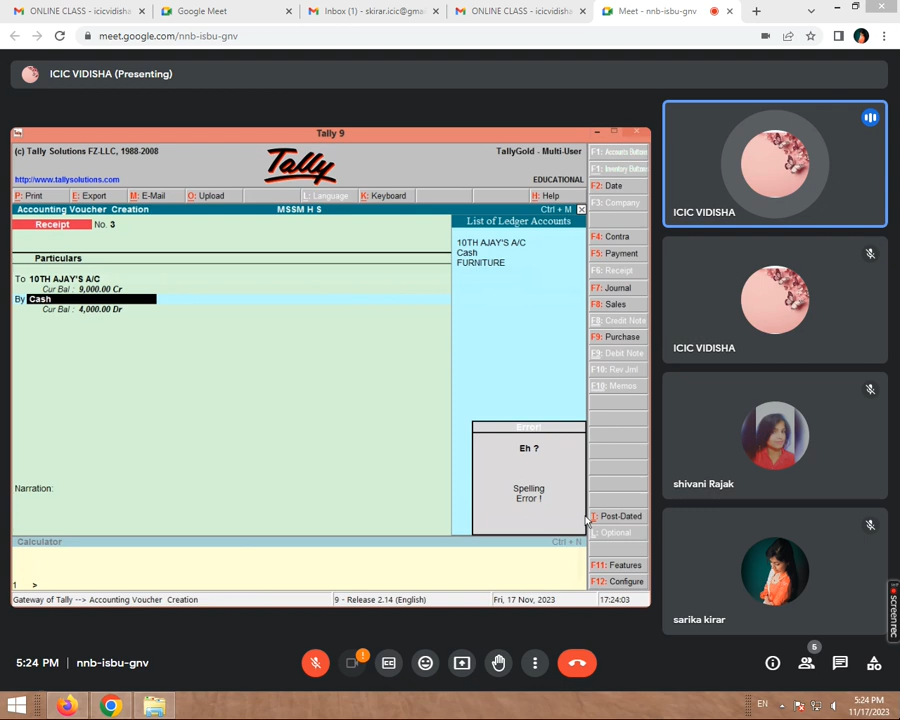 ONLINE CLASS - icicvidisha
Google Meet
Inbox (1) - skirar.icic@gma
ONLINE CLASS - icicvidisha
Meet - nnb-isbu-gnv
meet.google.com/nnb-isbu-gnv
ICIC VIDISHA (Presenting)
Tally 9
(c) Tally Solutions FZ-LLC, 1988-2008
http://www.tallysolutions.com
Tally
TallyGold - Multi-User
EDUCATIONAL
P: Print
E: Export
M: E-Mail
O: Upload
L: Language
K: Keyboard
H: Help
Accounting Voucher Creation
MSSM H S
Ctrl + M
Receipt No. 3
Particulars
To 10TH AJAY'S A/C
Cur Bal : 9,000.00 Cr
By Cash
Cur Bal : 4,000.00 Dr
Narration:
List of Ledger Accounts
10TH AJAY'S A/C
Cash
FURNITURE
Error!
Eh ?
Spelling
Error !
F1: Accounts Buttons
F1: Inventory Buttons
F2: Date
F3: Company
F4: Contra
F5: Payment
F6: Receipt
F7: Journal
F8: Sales
F8: Credit Note
F9: Purchase
F9: Debit Note
F10: Rev Jrnl
F10: Memos
T: Post-Dated
L: Optional
F11: Features
F12: Configure
Calculator
Ctrl + N
1 >
Gateway of Tally --> Accounting Voucher Creation
9 - Release 2.14 (English)
Fri, 17 Nov, 2023
17:24:03
ICIC VIDISHA
ICIC VIDISHA
shivani Rajak
sarika kirar
screenrec
5:24 PM | nnb-isbu-gnv
5
EN
5:24 PM
11/17/2023